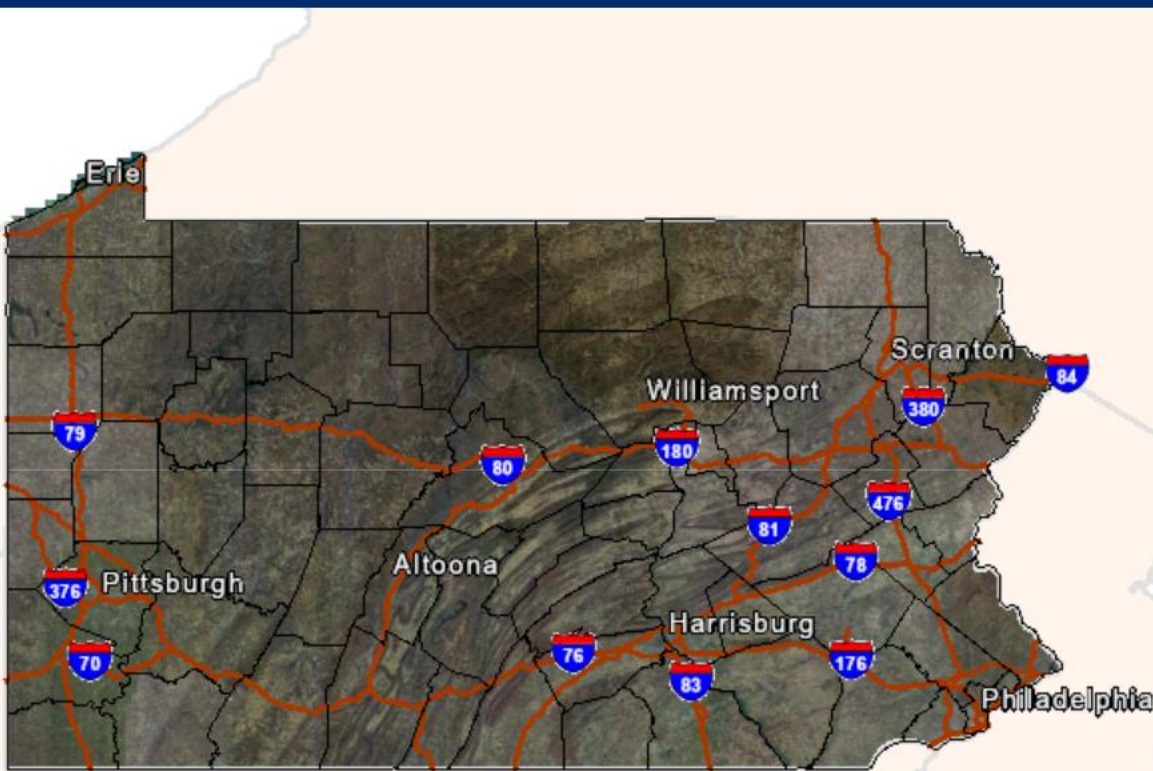 Erie
Scranton
84
Williamsport
380
79
180
80
476
81
Altoona
78
376
Pittsburgh
Harrisburg
76
70
176
83
Philadelphia